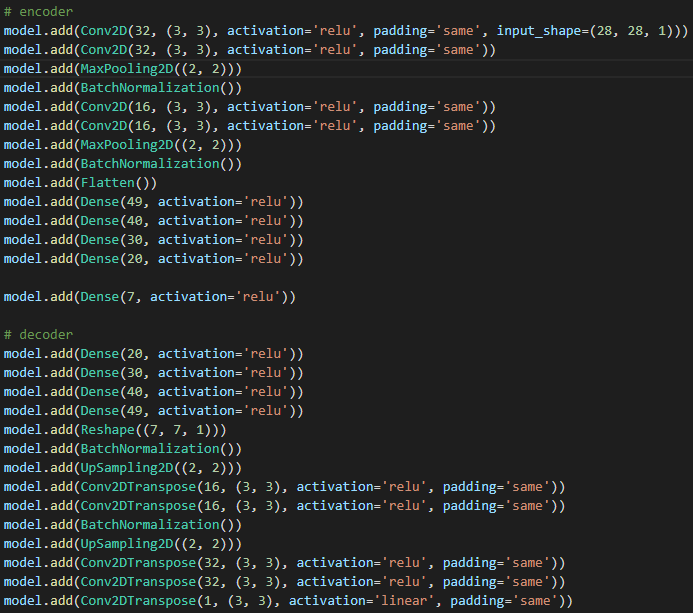 # encoder
model.add(Conv2D(32, (3, 3), activation='relu', padding='same', input_shape=(28, 28, 1)))
model.add(Conv2D(32, (3, 3), activation='relu', padding='same'))
model.add(MaxPooling2D((2, 2)))
model.add(BatchNormalization())
model.add(Conv2D(16, (3, 3), activation='relu', padding='same'))
model.add(Conv2D(16, (3, 3), activation='relu', padding='same'))
model.add(MaxPooling2D((2, 2)))
model.add(BatchNormalization())
model.add(Flatten())
model.add(Dense(49, activation='relu'))
model.add(Dense(40, activation='relu'))
model.add(Dense(30, activation='relu'))
model.add(Dense(20, activation='relu'))
model.add(Dense(7, activation='relu'))
# decoder
model.add(Dense(20, activation='relu'))
model.add(Dense(30, activation='relu'))
model.add(Dense(40, activation='relu'))
model.add(Dense(49, activation='relu'))
model.add(Reshape((7, 7, 1)))
model.add(BatchNormalization())
model.add(UpSampling2D((2, 2)))
model.add(Conv2DTranspose(16, (3, 3), activation='relu', padding='same'))
model.add(Conv2DTranspose(16, (3, 3), activation='relu', padding='same'))
model.add(BatchNormalization())
model.add(UpSampling2D((2, 2)))
model.add(Conv2DTranspose(32, (3, 3), activation='relu', padding='same'))
model.add(Conv2DTranspose(32, (3, 3), activation='relu', padding='same'))
model.add(Conv2DTranspose(1, (3, 3), activation='linear', padding='same'))